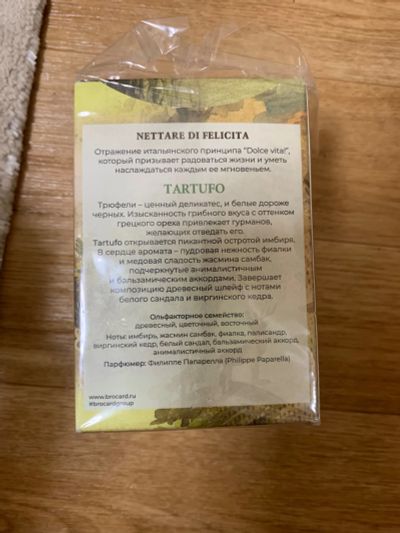 NETTARE DI FELICITA
Отражение итальянского принципа "Dolce vita!",
который призывает радоваться жизни и уметь
наслаждаться каждым ее мгновеньем.
TARTUFO
Трюфели – ценный деликатес, и белые дороже
черных. Изысканность грибного вкуса с оттенком
грецкого ореха привлекает гурманов,
желающих отведать его.
Tartufo открывается пикантной остротой имбиря.
В сердце аромата – пудровая нежность фиалки
и медовая сладость жасмина самбак,
подчеркнутые анималистичным
и бальзамическим аккордами. Завершает
композицию древесный шлейф с нотами
белого сандала и виргинского кедра.
Ольфакторное семейство:
древесный, цветочный, восточный
Ноты: имбирь, жасмин самбак, фиалка, палисандр,
виргинский кедр, белый сандал, бальзамический аккорд,
анималистичный аккорд
Парфюмер: Филиппе Папарелла (Philippe Paparella)
www.brocard.ru
#brocardgroup